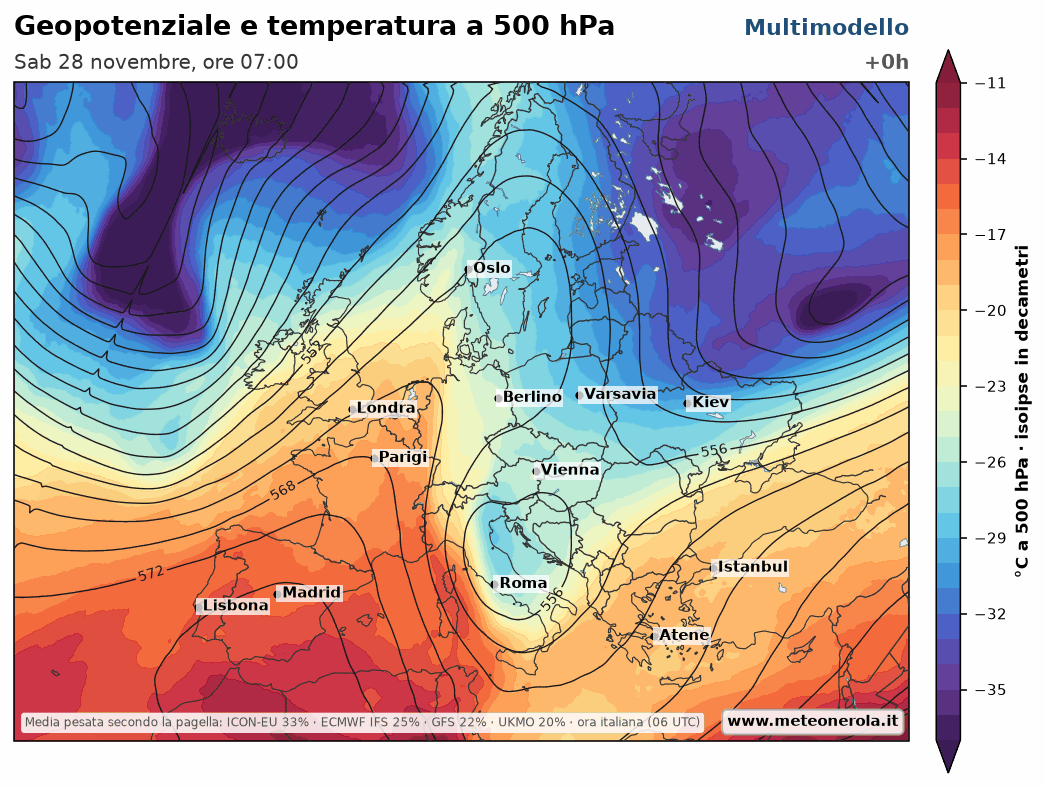 Geopotenziale e temperatura a 500 hPa
Multimodello
Sab 28 novembre, ore 07:00
+0h
−11
−14
−17
−20
−23
−26
−29
−32
−35
°C a 500 hPa · isoipse in decametri
Oslo
552
Berlino
Varsavia
Kiev
Londra
Parigi
556
Vienna
568
572
Roma
Istanbul
Madrid
556
Lisbona
Atene
Media pesata secondo la pagella: ICON-EU 33% · ECMWF IFS 25% · GFS 22% · UKMO 20% · ora italiana (06 UTC)
www.meteonerola.it